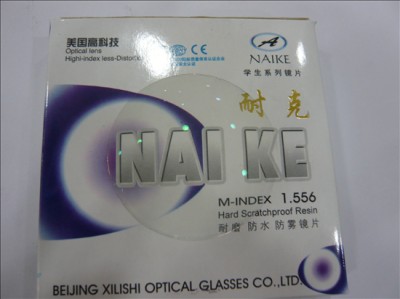 美国高科技
Optical lens
High-index less-Distor
CE
A
NAIKE
学生系列镜片
耐克
NAI KE
M-INDEX 1.556
Hard Scratchproof Resin
耐磨 防水 防雾镜片
BEIJING XILISHI OPTICAL GLASSES CO.,LTD.